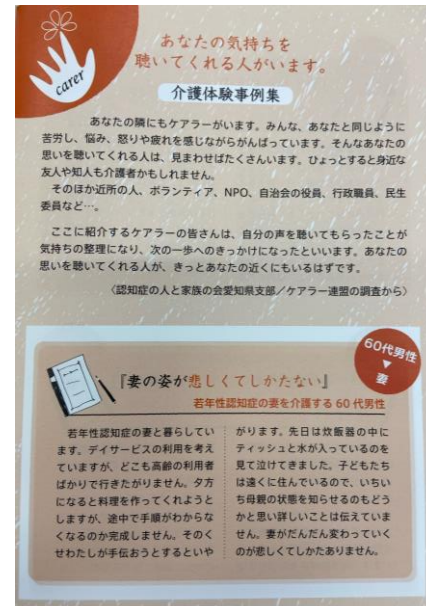 carer
あなたの気持ちを
聴いてくれる人がいます。
介護体験事例集
あなたの隣にもケアラーがいます。みんな、あなたと同じように
苦労し、悩み、怒りや疲れを感じながらがんばっています。そんなあなたの
思いを聴いてくれる人は、見まわせばたくさんいます。ひょっとすると身近な
友人や知人も介護者かもしれません。
そのほか近所の人、ボランティア、NPO、自治会の役員、行政職員、民生
委員など…。
ここに紹介するケアラーの皆さんは、自分の声を聴いてもらったことが
気持ちの整理になり、次の一歩へのきっかけになったといいます。あなたの
思いを聴いてくれる人が、きっとあなたの近くにもいるはずです。
〈認知症の人と家族の会愛知県支部／ケアラー連盟の調査から〉
60代男性
▼
妻
『妻の姿が悲しくてしかたない』
若年性認知症の妻を介護する 60 代男性
若年性認知症の妻と暮らしてい
ます。デイサービスの利用を考え
ていますが、どこも高齢の利用者
ばかりで行きたがりません。夕方
になると料理を作ってくれようと
しますが、途中で手順がわからな
くなるのか完成しません。そのく
せわたしが手伝おうとするといや
がります。先日は炊飯器の中に
ティッシュと水が入っているのを
見て泣けてきました。子どもたち
は遠くに住んでいるので、いちい
ち母親の状態を知らせるのもどう
かと思い詳しいことは伝えていま
せん。妻がだんだん変わっていく
のが悲しくてしかたありません。